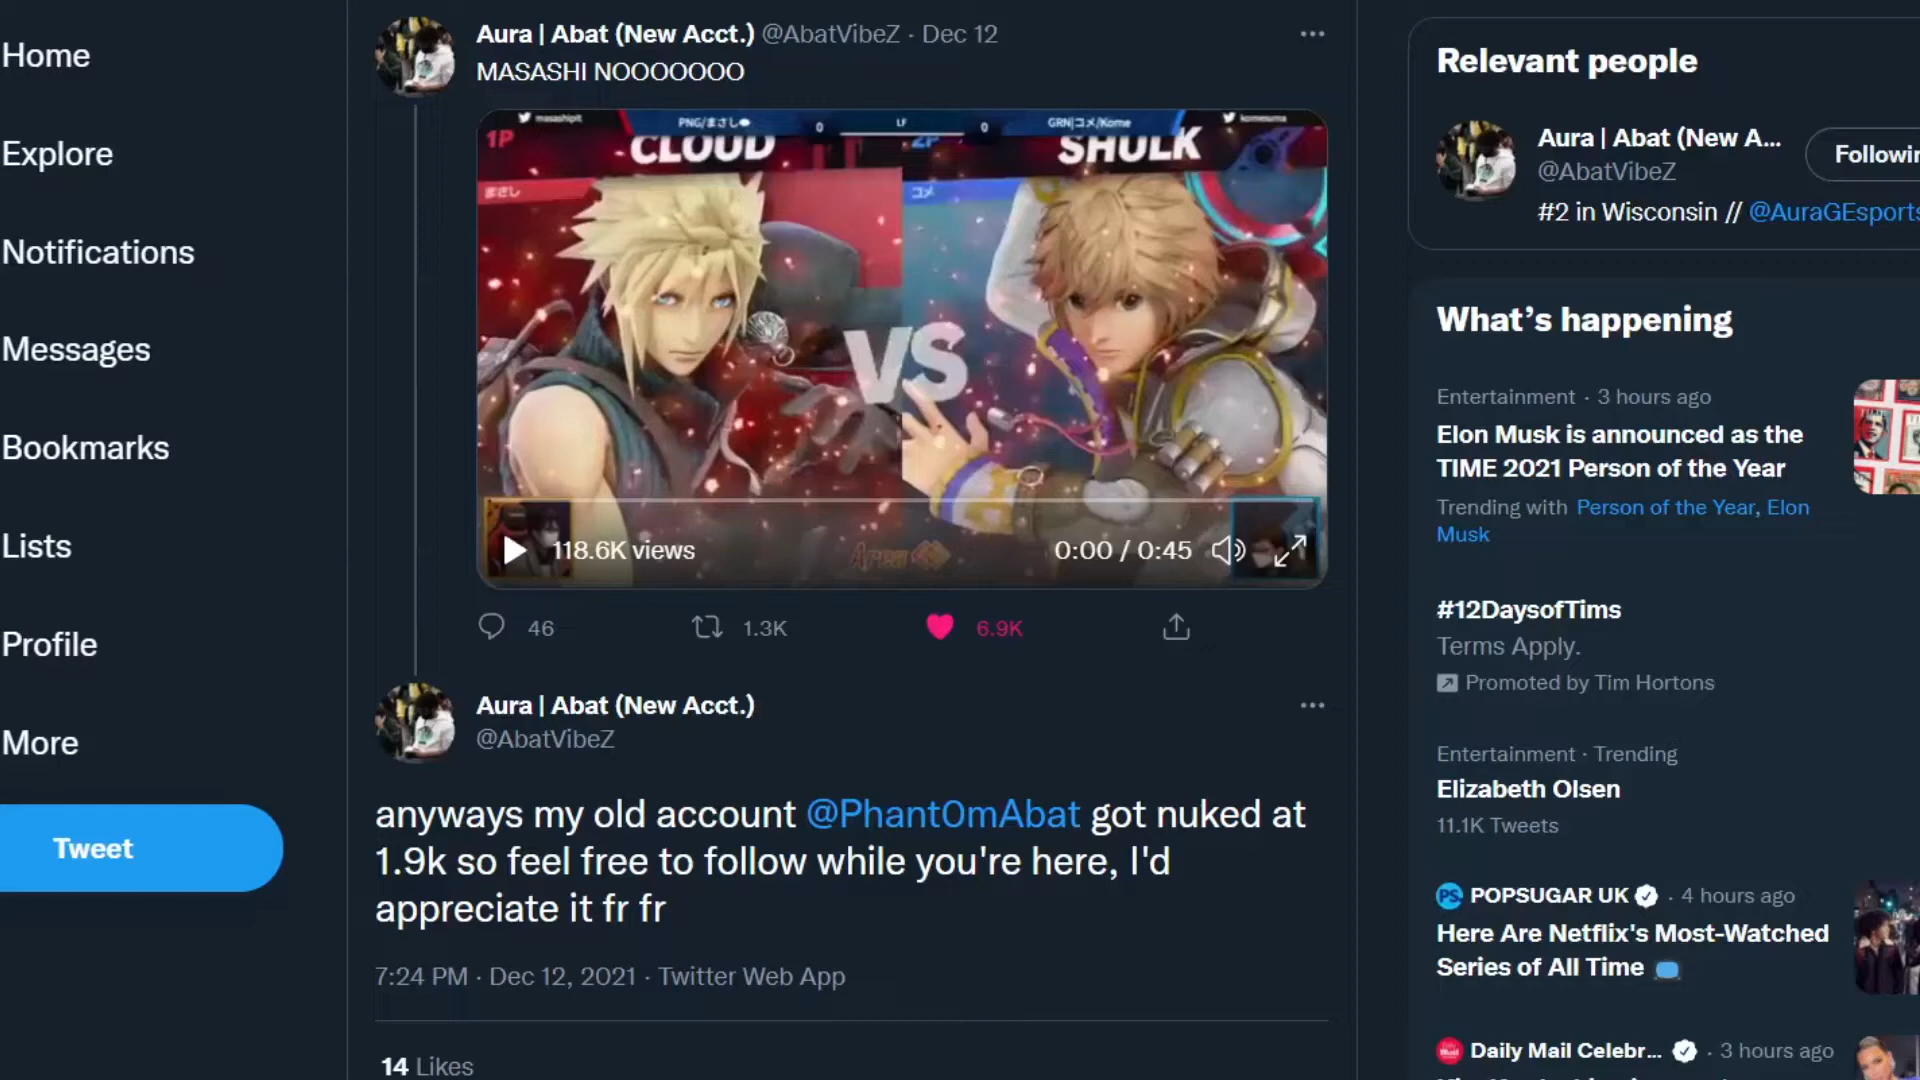 Home
Explore
Notifications
Messages
Bookmarks
Lists
Profile
More
Tweet
Aura | Abat (New Acct.) @AbatVibeZ · Dec 12
MASASHI NOOOOOOO
masashipit
PNG/まさし
0
LF
0
GRN|コメ/Kome
komesuma
1P
CLOUD
2P
SHULK
まさし
コメ
VS
118.6K views
0:00 / 0:45
46
1.3K
6.9K
Aura | Abat (New Acct.)
@AbatVibeZ
anyways my old account @Phant0mAbat got nuked at
1.9k so feel free to follow while you're here, I'd
appreciate it fr fr
7:24 PM · Dec 12, 2021 · Twitter Web App
14 Likes
Relevant people
Aura | Abat (New A...
@AbatVibeZ
Followin
#2 in Wisconsin // @AuraGEsports
What's happening
Entertainment · 3 hours ago
Elon Musk is announced as the
TIME 2021 Person of the Year
Trending with Person of the Year, Elon
Musk
#12DaysofTims
Terms Apply.
Promoted by Tim Hortons
Entertainment · Trending
Elizabeth Olsen
11.1K Tweets
PS POPSUGAR UK · 4 hours ago
Here Are Netflix's Most-Watched
Series of All Time
Daily Mail Celebr... · 3 hours ago